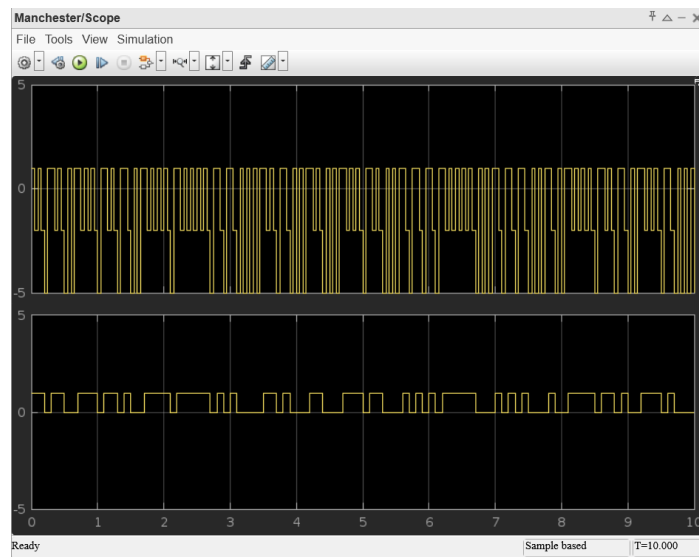 Manchester/Scope
File Tools View Simulation
5
0
-5
5
0
-5
0 1 2 3 4 5 6 7 8 9 10
Ready Sample based T=10.000